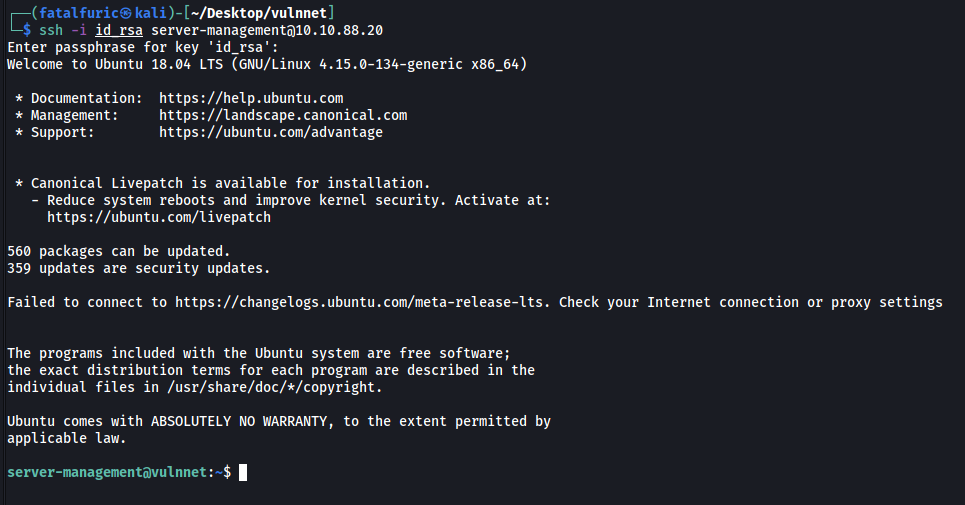 ┌──(fatalfuric㉿kali)-[~/Desktop/vulnnet]
└─$ ssh -i id_rsa server-management@10.10.88.20
Enter passphrase for key 'id_rsa':
Welcome to Ubuntu 18.04 LTS (GNU/Linux 4.15.0-134-generic x86_64)
* Documentation:  https://help.ubuntu.com
* Management:     https://landscape.canonical.com
* Support:        https://ubuntu.com/advantage
* Canonical Livepatch is available for installation.
- Reduce system reboots and improve kernel security. Activate at:
https://ubuntu.com/livepatch
560 packages can be updated.
359 updates are security updates.
Failed to connect to https://changelogs.ubuntu.com/meta-release-lts. Check your Internet connection or proxy settings
The programs included with the Ubuntu system are free software;
the exact distribution terms for each program are described in the
individual files in /usr/share/doc/*/copyright.
Ubuntu comes with ABSOLUTELY NO WARRANTY, to the extent permitted by
applicable law.
server-management@vulnnet:~$